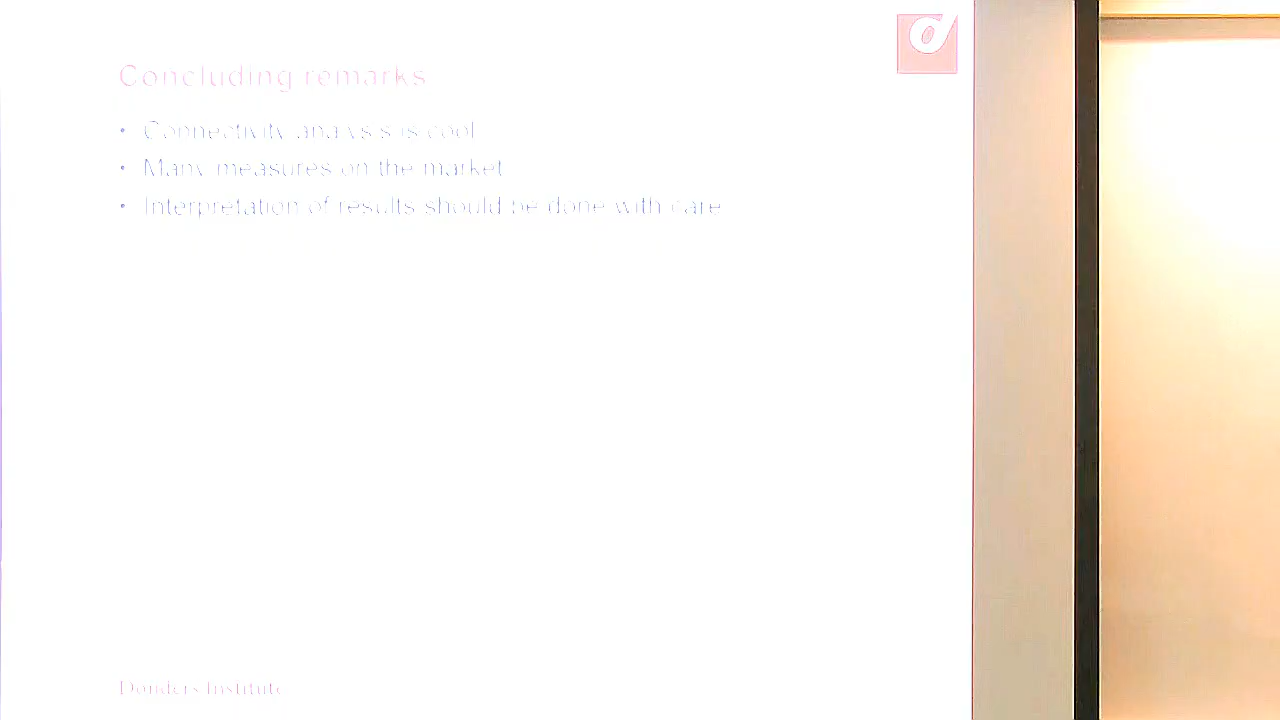 Concluding remarks
• Connectivity analysis is cool
• Many measures on the market
• Interpretation of results should be done with care
Donders Institute